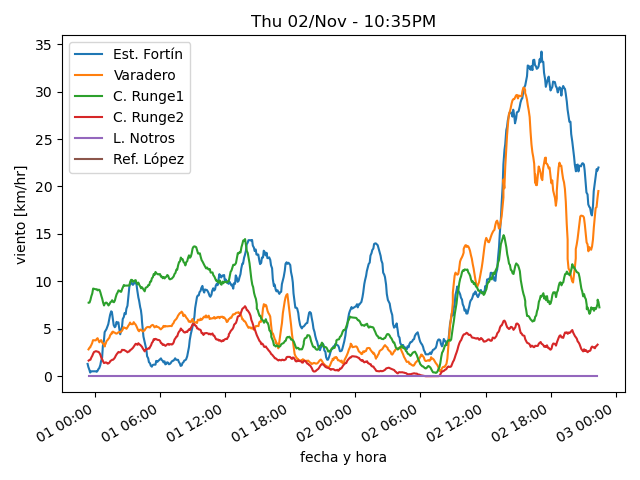 Thu 02/Nov - 10:35PM
35
30
25
20
15
10
5
0
viento [km/hr]
Est. Fortín
Varadero
C. Runge1
C. Runge2
L. Notros
Ref. López
01 00:00
01 06:00
01 12:00
01 18:00
02 00:00
02 06:00
02 12:00
02 18:00
03 00:00
fecha y hora